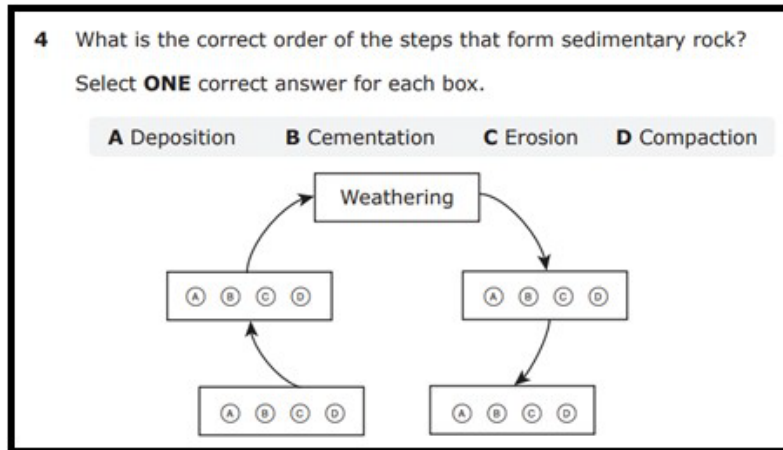 4 What is the correct order of the steps that form sedimentary rock?
Select ONE correct answer for each box.
A Deposition B Cementation C Erosion D Compaction
Weathering
A B C D
A B C D
A B C D
A B C D